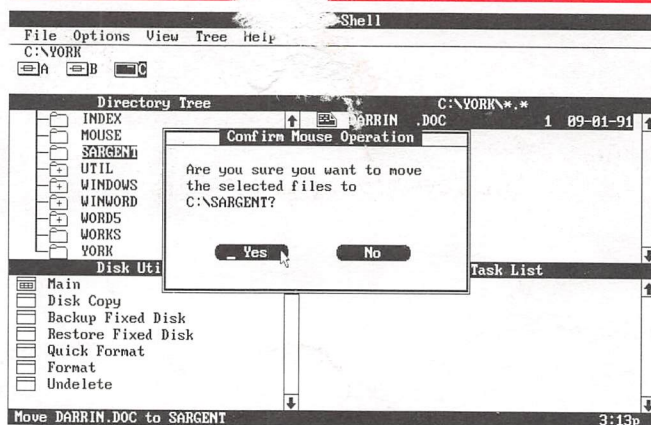 Shell
File Options View Tree Help
C:\YORK
A B C
Directory Tree
C:\YORK\*.*
INDEX
MOUSE
SARGENT
UTIL
WINDOWS
WINWORD
WORD5
WORKS
YORK
DARRIN .DOC 1 09-01-91
Confirm Mouse Operation
Are you sure you want to move
the selected files to
C:\SARGENT?
Yes No
Disk Uti
Task List
Main
Disk Copy
Backup Fixed Disk
Restore Fixed Disk
Quick Format
Format
Undelete
Move DARRIN.DOC to SARGENT 3:13p